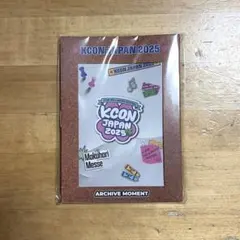 KCON JAPAN 2025
KCON
JAPAN
2025
Makuhari
Messe
ARCHIVE MOMENT